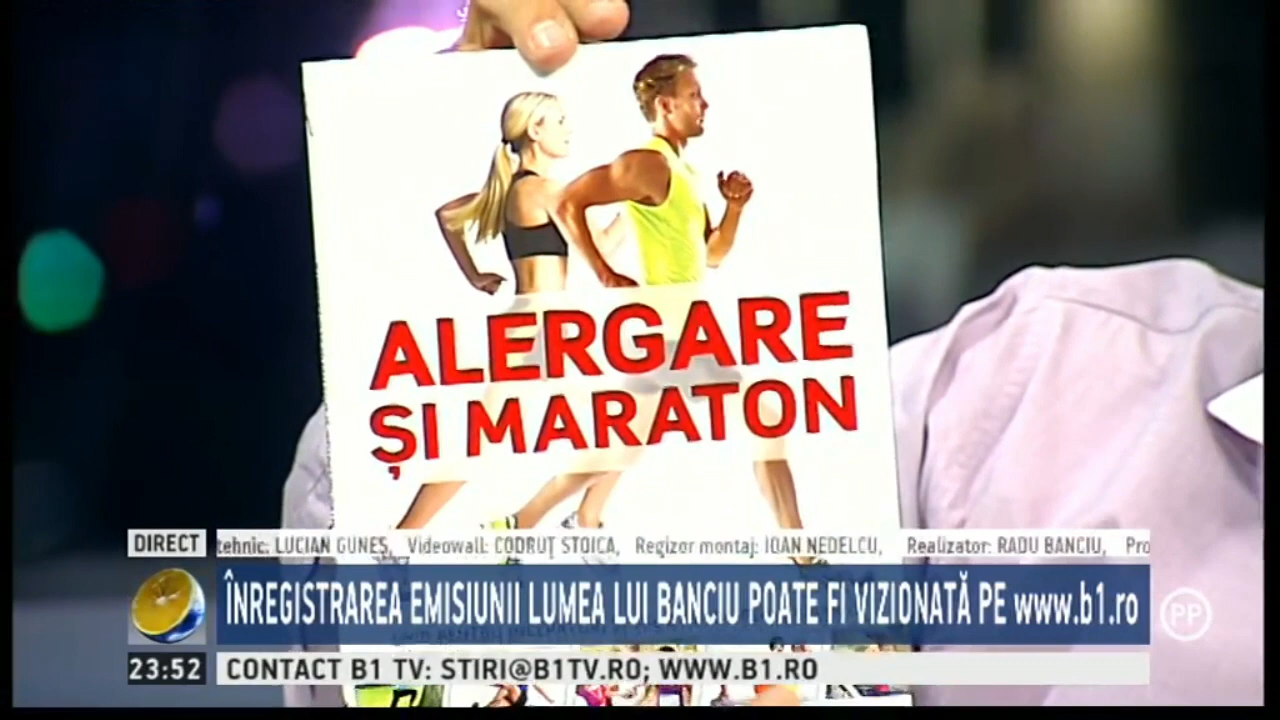 ALERGARE
ȘI MARATON
DIRECT
tehnic: LUCIAN GUNEȘ, Videowall: CODRUȚ STOICA, Regizor montaj: IOAN NEDELCU, Realizator: RADU BANCIU, Pro
ÎNREGISTRAREA EMISIUNII LUMEA LUI BANCIU POATE FI VIZIONATĂ PE www.b1.ro
PP
23:52
CONTACT B1 TV: STIRI@B1TV.RO; WWW.B1.RO